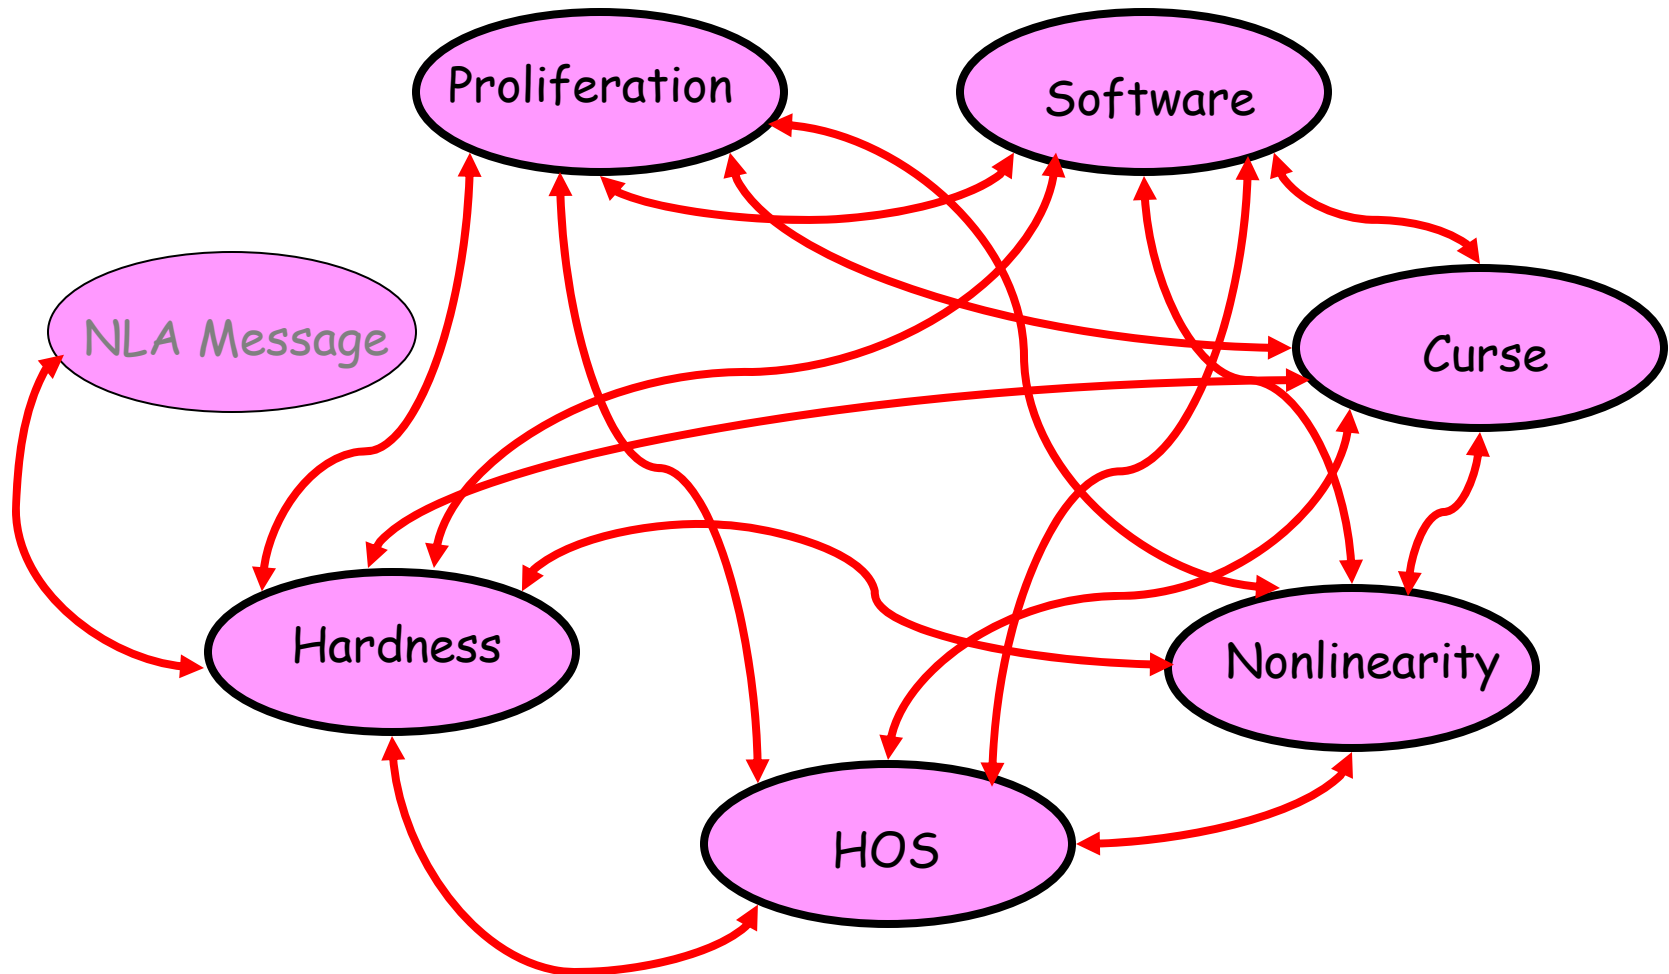 Proliferation
Software
NLA Message
Curse
Hardness
Nonlinearity
HOS